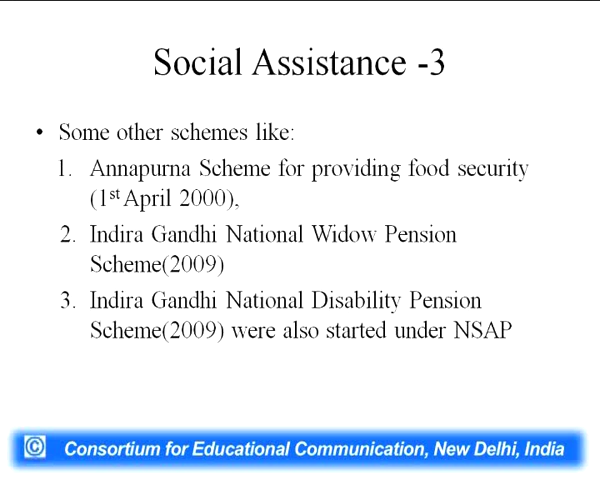 Social Assistance -3
• Some other schemes like:
1. Annapurna Scheme for providing food security
(1st April 2000),
2. Indira Gandhi National Widow Pension
Scheme(2009)
3. Indira Gandhi National Disability Pension
Scheme(2009) were also started under NSAP
© Consortium for Educational Communication, New Delhi, India